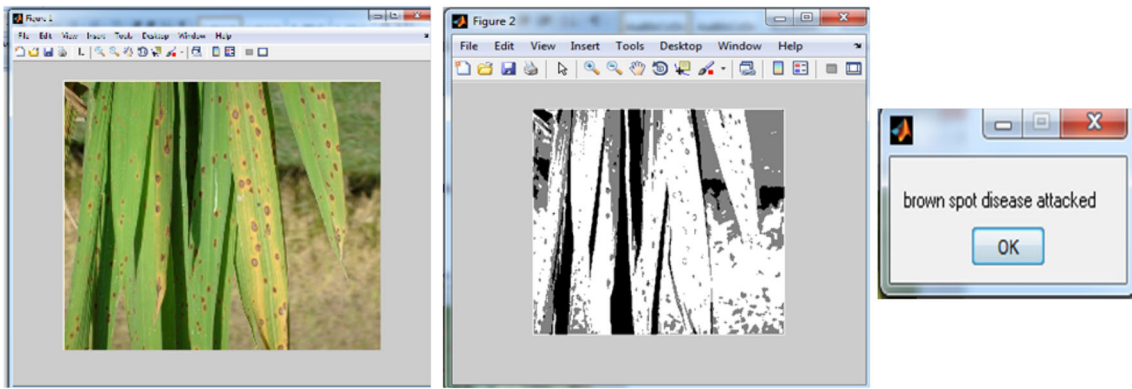 Figure 1
File Edit View Insert Tools Desktop Window Help
Figure 2
File Edit View Insert Tools Desktop Window Help
brown spot disease attacked
OK